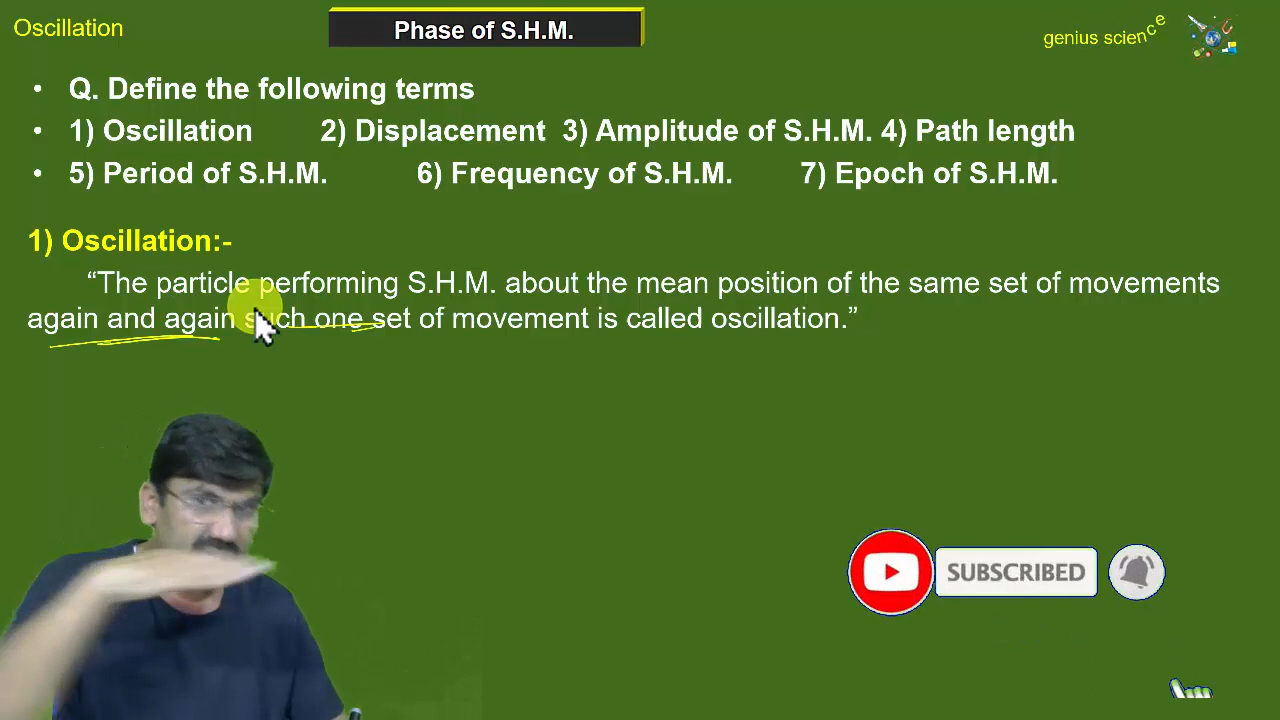 Oscillation
Phase of S.H.M.
genius science
• Q. Define the following terms
• 1) Oscillation 2) Displacement 3) Amplitude of S.H.M. 4) Path length
• 5) Period of S.H.M. 6) Frequency of S.H.M. 7) Epoch of S.H.M.
1) Oscillation:-
“The particle performing S.H.M. about the mean position of the same set of movements
again and again such one set of movement is called oscillation.”
SUBSCRIBED